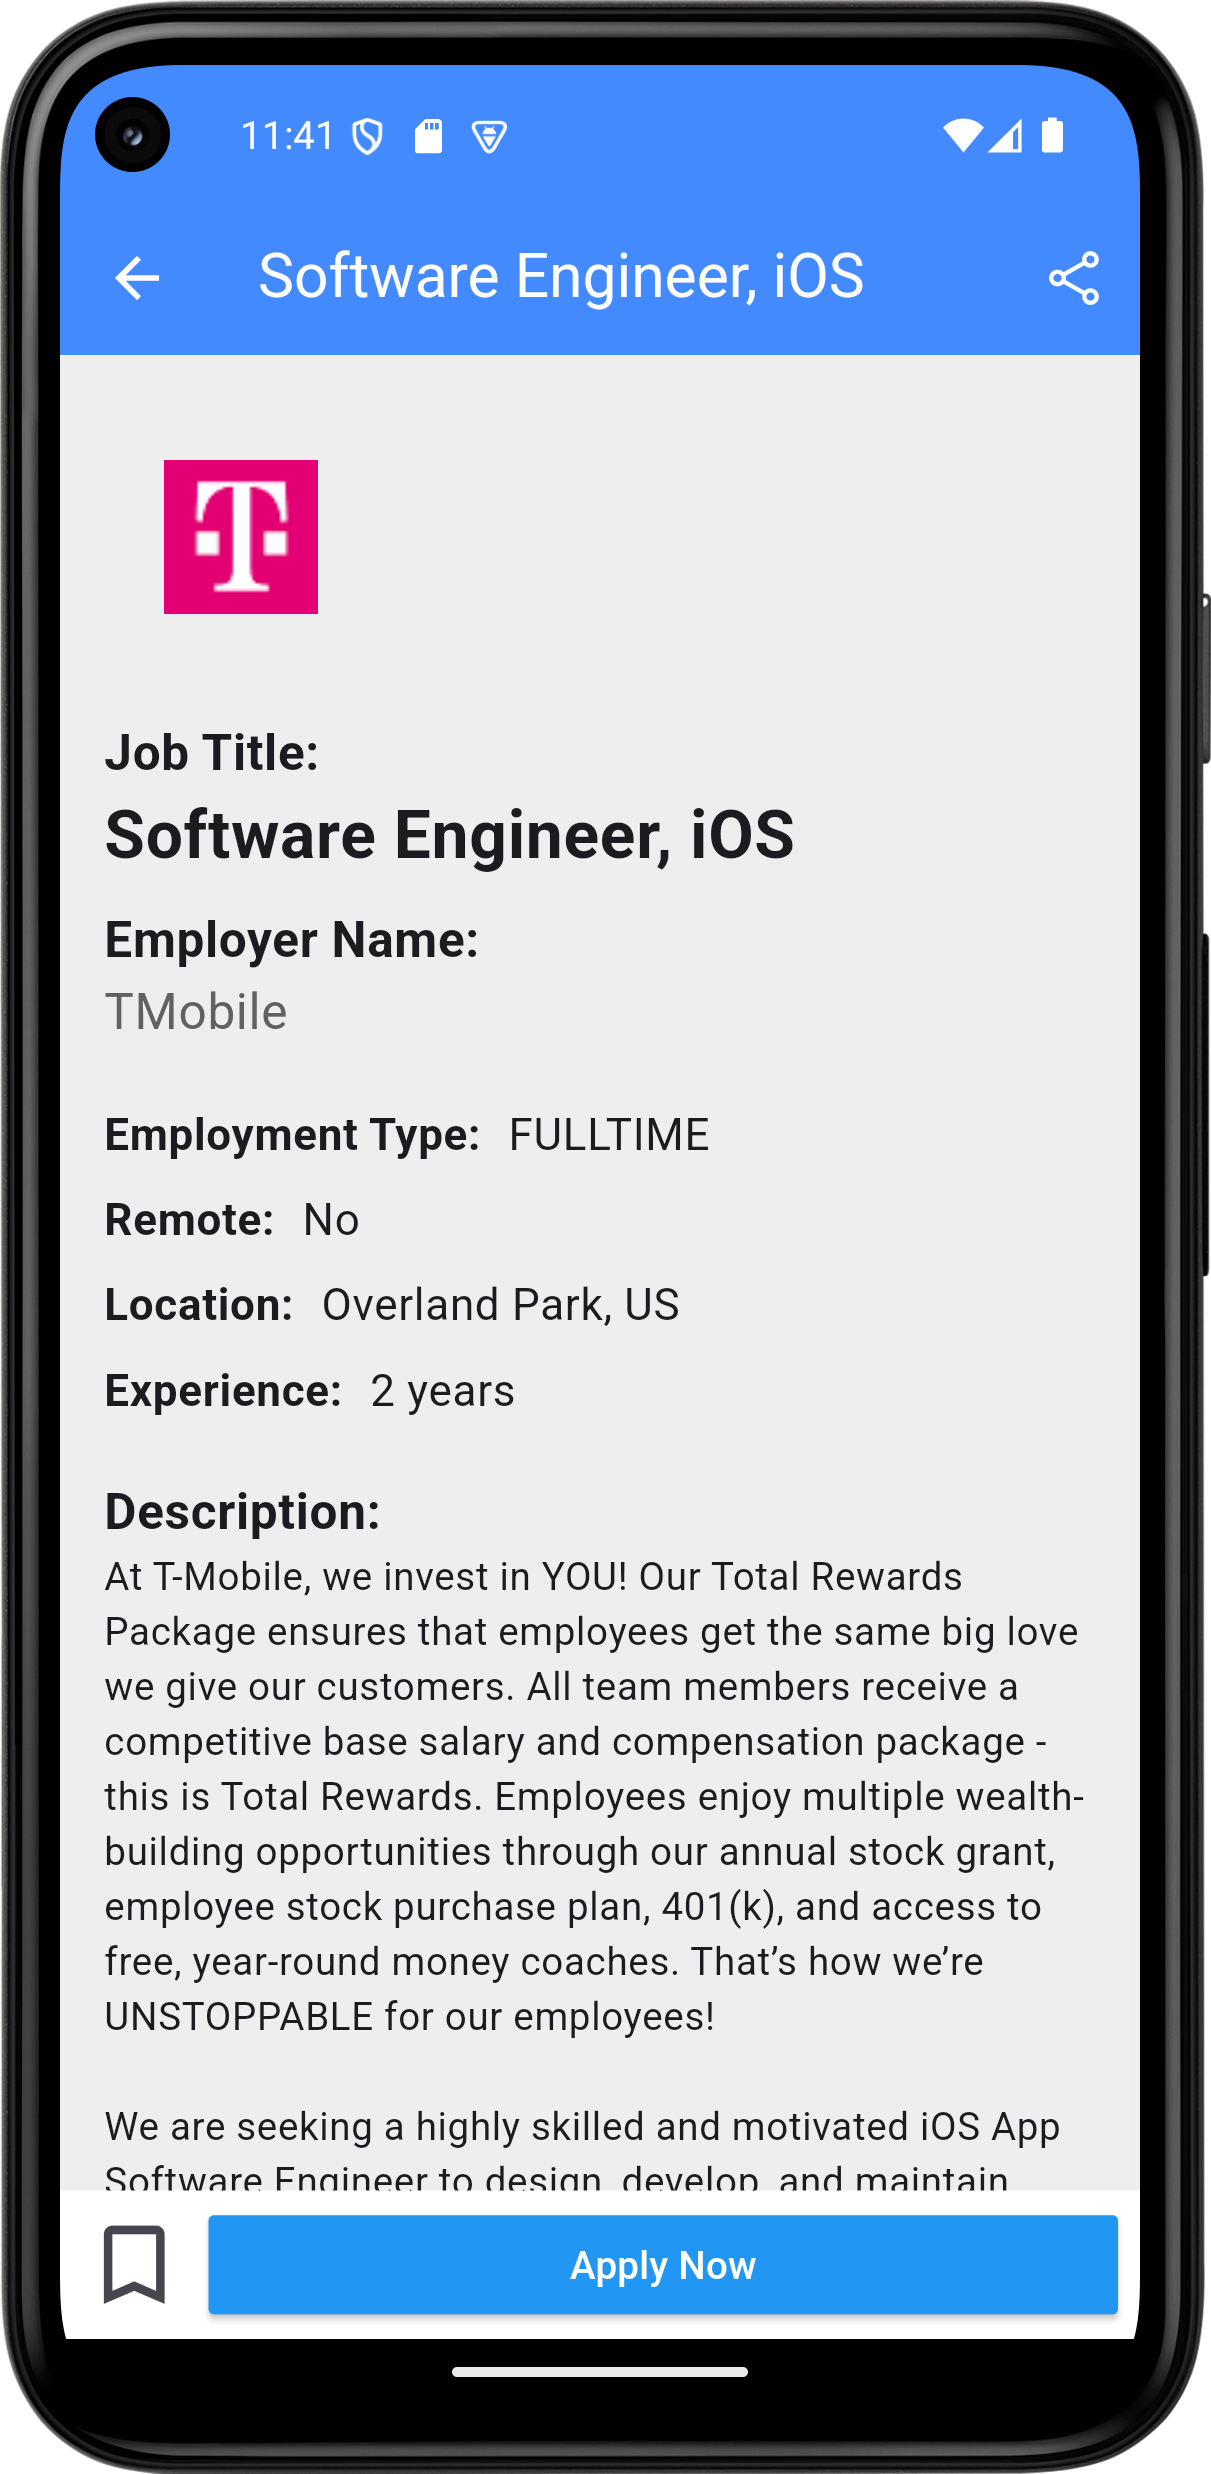 11:41
Software Engineer, iOS
T
Job Title:
Software Engineer, iOS
Employer Name:
TMobile
Employment Type: FULLTIME
Remote: No
Location: Overland Park, US
Experience: 2 years
Description:
At T-Mobile, we invest in YOU! Our Total Rewards
Package ensures that employees get the same big love
we give our customers. All team members receive a
competitive base salary and compensation package -
this is Total Rewards. Employees enjoy multiple wealth-
building opportunities through our annual stock grant,
employee stock purchase plan, 401(k), and access to
free, year-round money coaches. That’s how we’re
UNSTOPPABLE for our employees!
We are seeking a highly skilled and motivated iOS App
Software Engineer to design, develop, and maintain
Apply Now